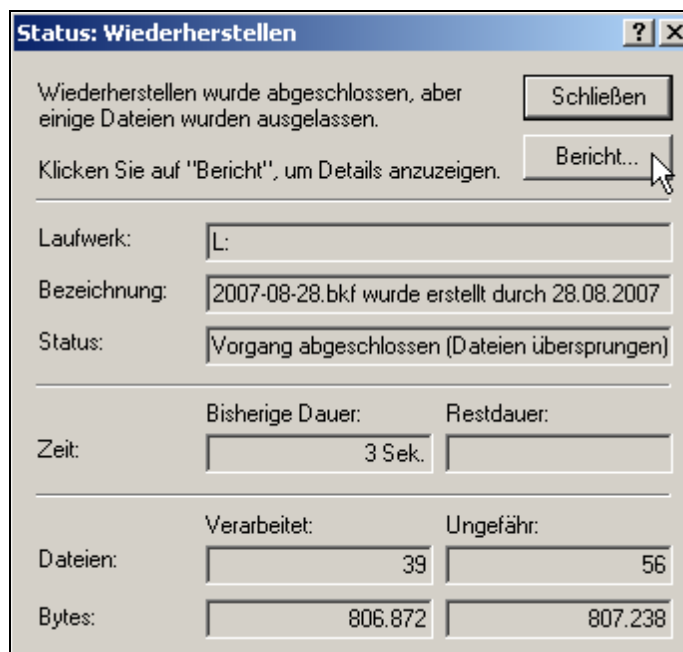 Status: Wiederherstellen
Wiederherstellen wurde abgeschlossen, aber
einige Dateien wurden ausgelassen.
Schließen
Klicken Sie auf "Bericht", um Details anzuzeigen.
Bericht...
Laufwerk: L:
Bezeichnung: 2007-08-28.bkf wurde erstellt durch 28.08.2007
Status: Vorgang abgeschlossen (Dateien übersprungen)
Bisherige Dauer: Restdauer:
Zeit: 3 Sek.
Verarbeitet: Ungefähr:
Dateien: 39 56
Bytes: 806.872 807.238